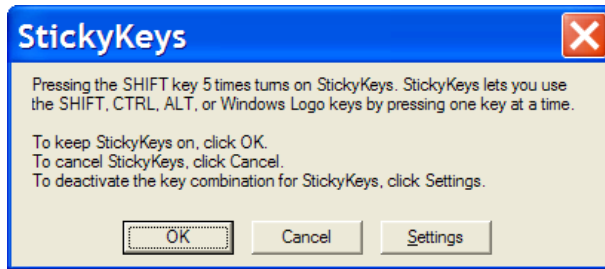 StickyKeys
Pressing the SHIFT key 5 times turns on StickyKeys. StickyKeys lets you use
the SHIFT, CTRL, ALT, or Windows Logo keys by pressing one key at a time.
To keep StickyKeys on, click OK.
To cancel StickyKeys, click Cancel.
To deactivate the key combination for StickyKeys, click Settings.
OK Cancel Settings